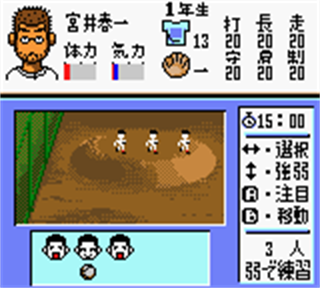 宮井恭一
1年生
体力 気力
13
一
打 長 走
20 20 20
守 肩 制
20 20 20
15:00
↔・選択
↕・強弱
A・注目
B・移動
3人
弱で練習